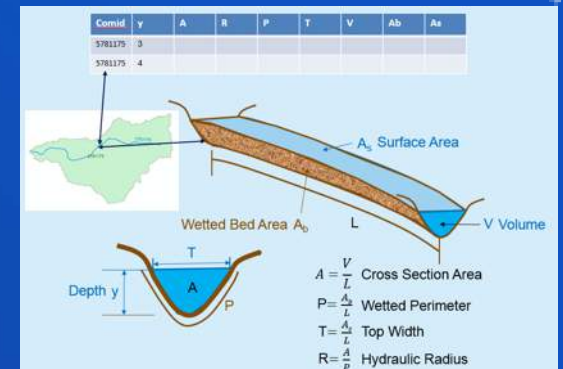 Comid y A R P T V Ab As
5781175 3
5781175 4
As Surface Area
Wetted Bed Area Ab
L
V Volume
T
Depth y
A
P
A = V/L Cross Section Area
P= Ab/L Wetted Perimeter
T= As/L Top Width
R= A/P Hydraulic Radius